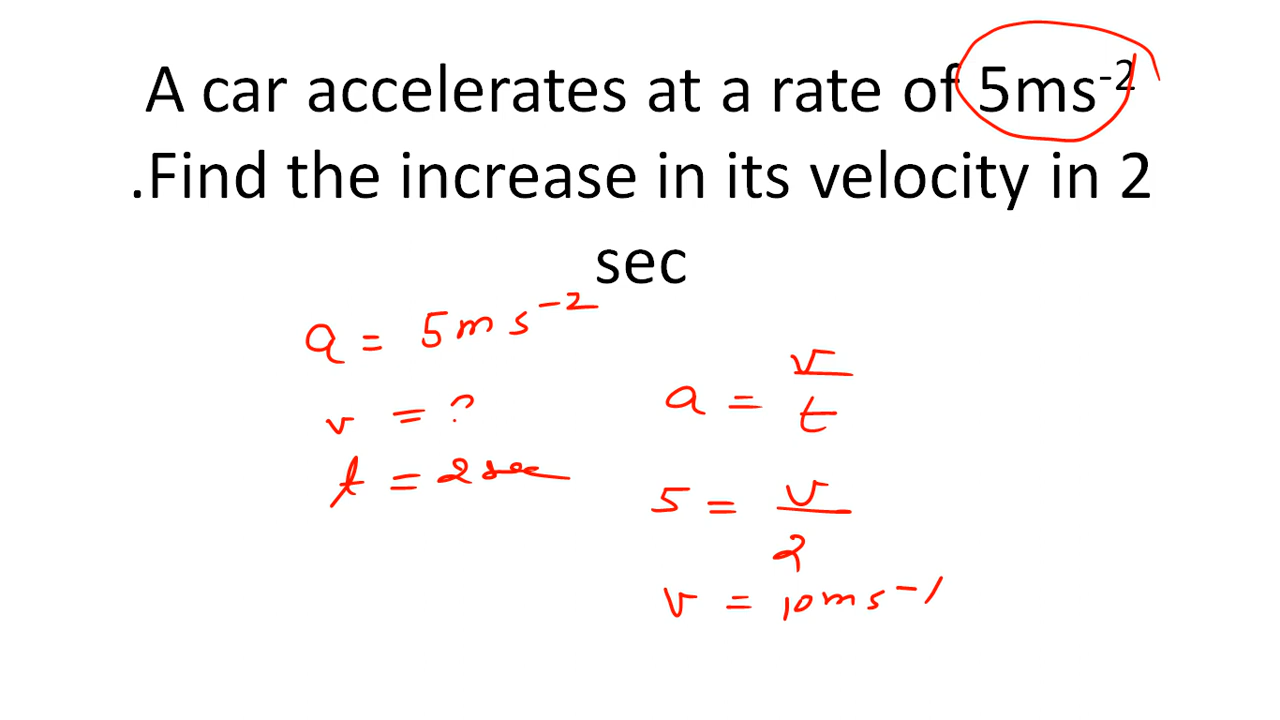 A car accelerates at a rate of 5ms⁻²
.Find the increase in its velocity in 2
sec
a = 5ms⁻²
v = ?
t = 2 sec
a = v/t
5 = v/2
v = 10ms⁻¹